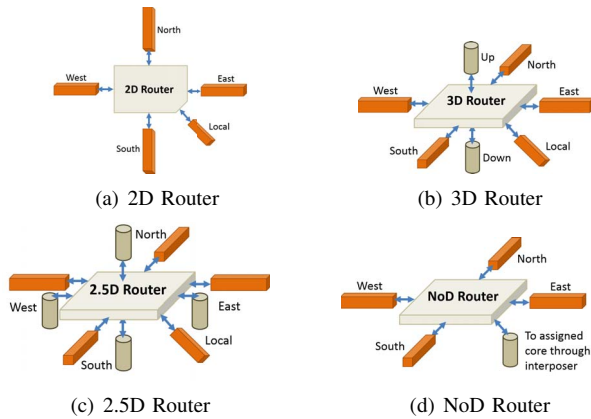 North
West
2D Router
East
Local
South
(a) 2D Router
Up
North
3D Router
West
East
South
Down
Local
(b) 3D Router
North
2.5D Router
West
East
Local
South
(c) 2.5D Router
North
West
NoD Router
East
South
To assigned
core through
interposer
(d) NoD Router